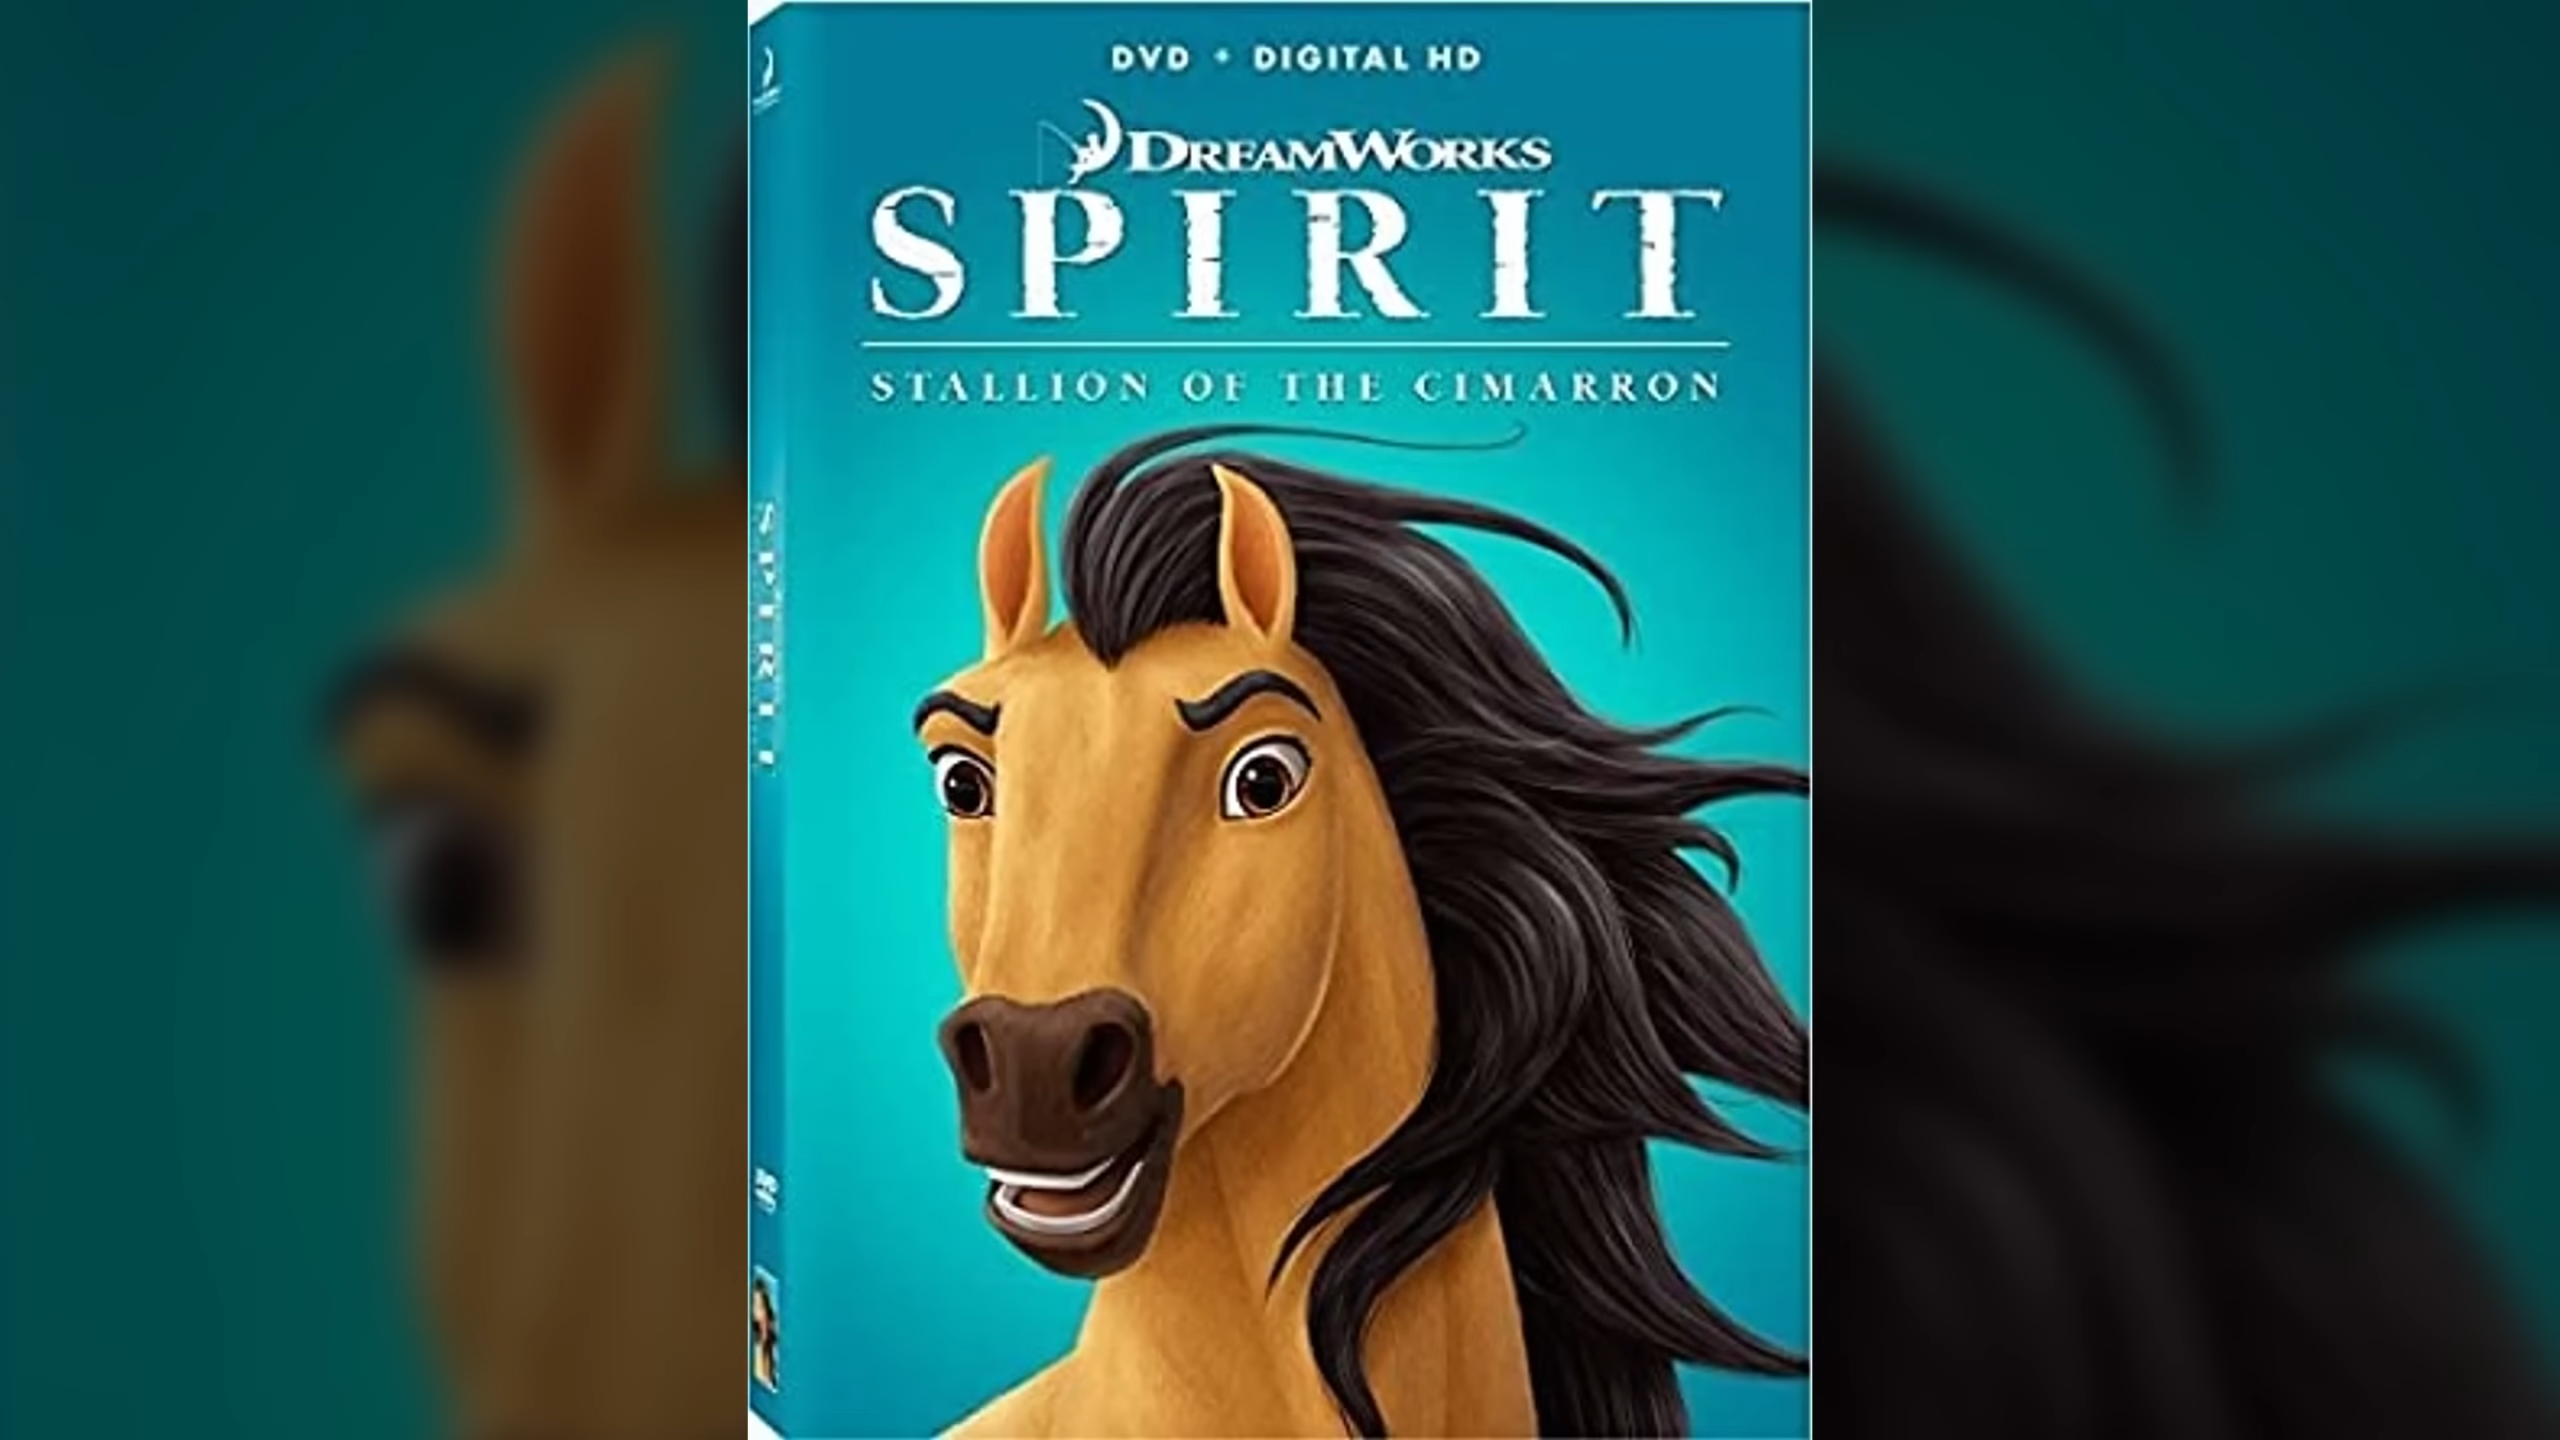 DVD + DIGITAL HD
DREAMWORKS
SPIRIT
STALLION OF THE CIMARRON
SPIRIT